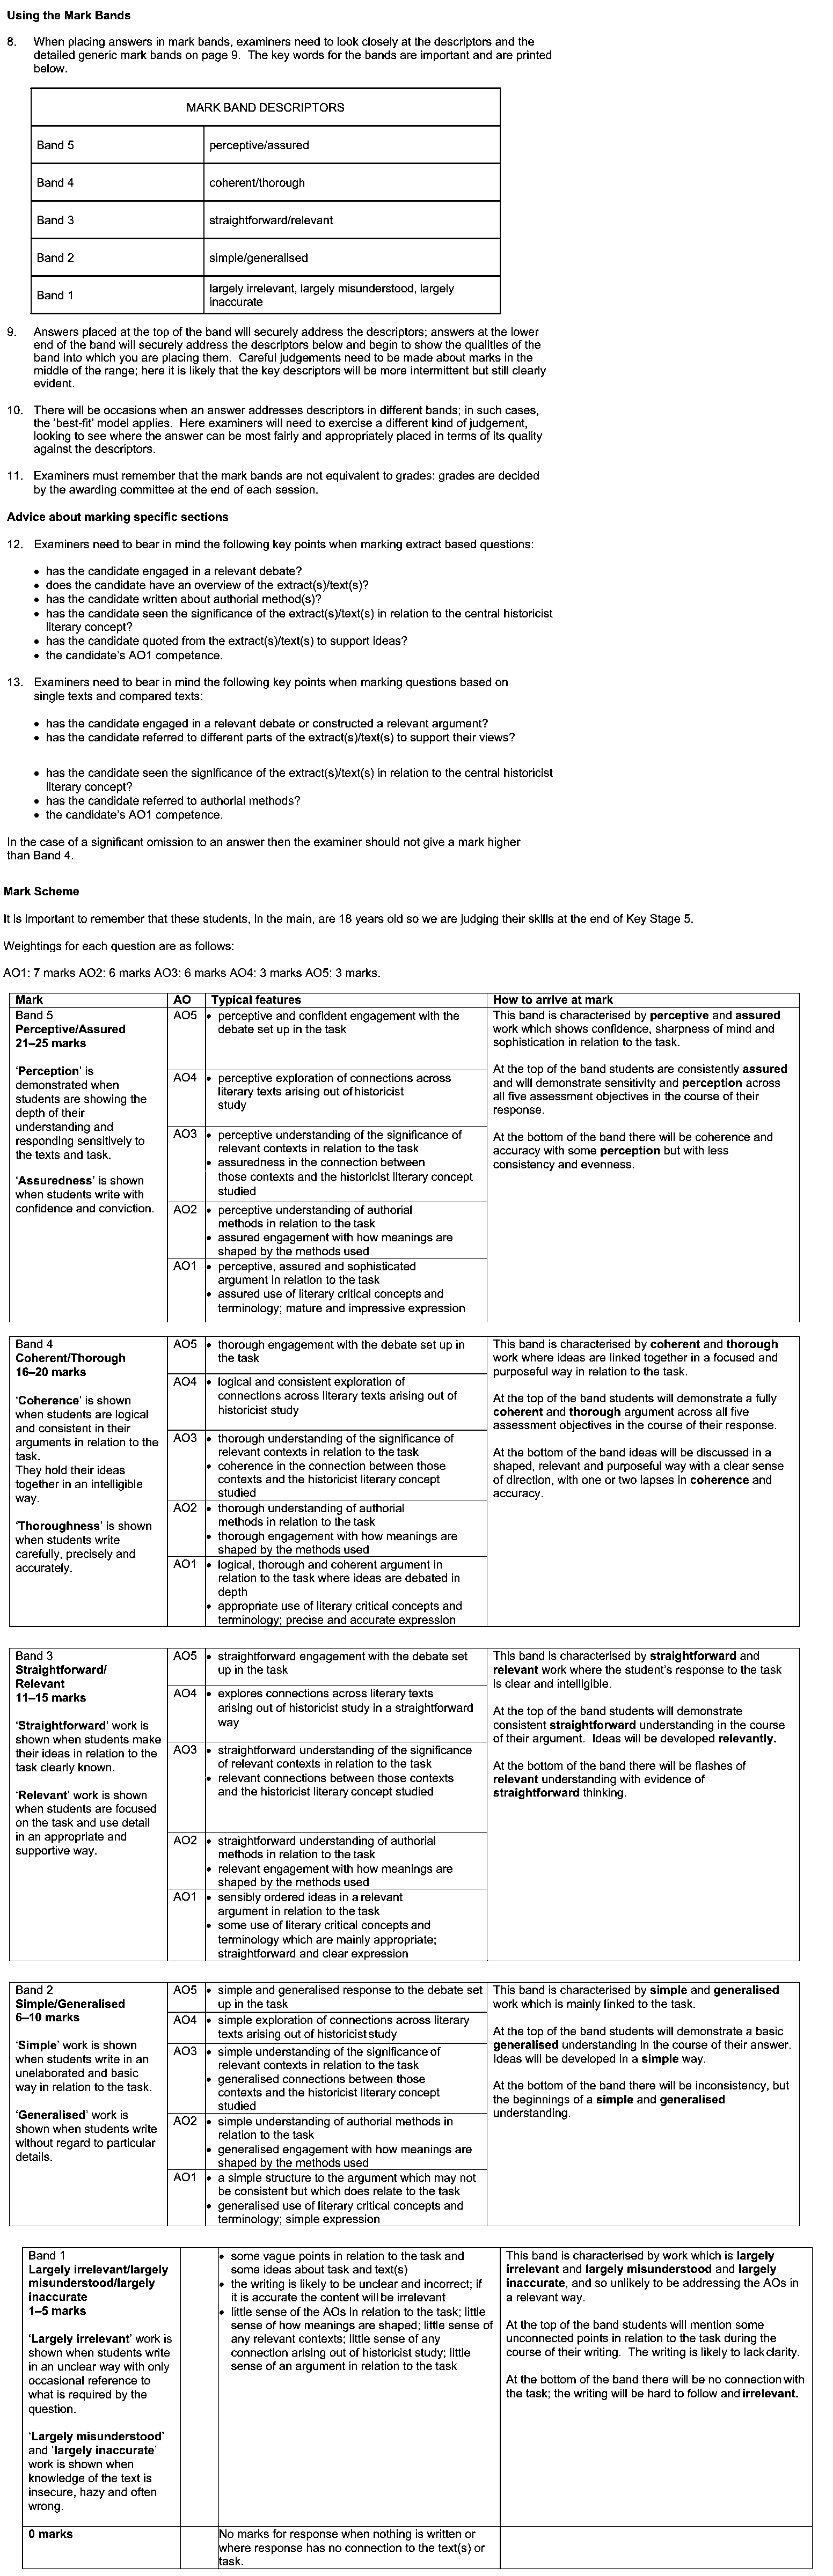 Using the Mark Bands
8. When placing answers in mark bands, examiners need to look closely at the descriptors and the
detailed generic mark bands on page 9. The key words for the bands are important and are printed
below.
MARK BAND DESCRIPTORS
Band 5 perceptive/assured
Band 4 coherent/thorough
Band 3 straightforward/relevant
Band 2 simple/generalised
Band 1 largely irrelevant, largely misunderstood, largely
inaccurate
9. Answers placed at the top of the band will securely address the descriptors; answers at the lower
end of the band will securely address the descriptors below and begin to show the qualities of the
band into which you are placing them. Careful judgements need to be made about marks in the
middle of the range; here it is likely that the key descriptors will be more intermittent but still clearly
evident.
10. There will be occasions when an answer addresses descriptors in different bands; in such cases,
the 'best-fit' model applies. Here examiners will need to exercise a different kind of judgement,
looking to see where the answer can be most fairly and appropriately placed in terms of its quality
against the descriptors.
11. Examiners must remember that the mark bands are not equivalent to grades: grades are decided
by the awarding committee at the end of each session.
Advice about marking specific sections
12. Examiners need to bear in mind the following key points when marking extract based questions:
• has the candidate engaged in a relevant debate?
• does the candidate have an overview of the extract(s)/text(s)?
• has the candidate written about authorial method(s)?
• has the candidate seen the significance of the extract(s)/text(s) in relation to the central historicist
literary concept?
• has the candidate quoted from the extract(s)/text(s) to support ideas?
• the candidate's AO1 competence.
13. Examiners need to bear in mind the following key points when marking questions based on
single texts and compared texts:
• has the candidate engaged in a relevant debate or constructed a relevant argument?
• has the candidate referred to different parts of the extract(s)/text(s) to support their views?
• has the candidate seen the significance of the extract(s)/text(s) in relation to the central historicist
literary concept?
• has the candidate referred to authorial methods?
• the candidate's AO1 competence.
In the case of a significant omission to an answer then the examiner should not give a mark higher
than Band 4.
Mark Scheme
It is important to remember that these students, in the main, are 18 years old so we are judging their skills at the end of Key Stage 5.
Weightings for each question are as follows:
AO1: 7 marks AO2: 6 marks AO3: 6 marks AO4: 3 marks AO5: 3 marks.
Mark AO Typical features How to arrive at mark
Band 5
Perceptive/Assured
21–25 marks
'Perception' is
demonstrated when
students are showing the
depth of their
understanding and
responding sensitively to
the texts and task.
'Assuredness' is shown
when students write with
confidence and conviction.
AO5 • perceptive and confident engagement with the
debate set up in the task
AO4 • perceptive exploration of connections across
literary texts arising out of historicist
study
AO3 • perceptive understanding of the significance of
relevant contexts in relation to the task
• assuredness in the connection between
those contexts and the historicist literary concept
studied
AO2 • perceptive understanding of authorial
methods in relation to the task
• assured engagement with how meanings are
shaped by the methods used
AO1 • perceptive, assured and sophisticated
argument in relation to the task
• assured use of literary critical concepts and
terminology; mature and impressive expression
This band is characterised by perceptive and assured
work which shows confidence, sharpness of mind and
sophistication in relation to the task.
At the top of the band students are consistently assured
and will demonstrate sensitivity and perception across
all five assessment objectives in the course of their
response.
At the bottom of the band there will be coherence and
accuracy with some perception but with less
consistency and evenness.
Band 4
Coherent/Thorough
16–20 marks
'Coherence' is shown
when students are logical
and consistent in their
arguments in relation to the
task.
They hold their ideas
together in an intelligible
way.
'Thoroughness' is shown
when students write
carefully, precisely and
accurately.
AO5 • thorough engagement with the debate set up in
the task
AO4 • logical and consistent exploration of
connections across literary texts arising out of
historicist study
AO3 • thorough understanding of the significance of
relevant contexts in relation to the task
• coherence in the connection between those
contexts and the historicist literary concept
studied
AO2 • thorough understanding of authorial
methods in relation to the task
• thorough engagement with how meanings are
shaped by the methods used
AO1 • logical, thorough and coherent argument in
relation to the task where ideas are debated in
depth
• appropriate use of literary critical concepts and
terminology; precise and accurate expression
This band is characterised by coherent and thorough
work where ideas are linked together in a focused and
purposeful way in relation to the task.
At the top of the band students will demonstrate a fully
coherent and thorough argument across all five
assessment objectives in the course of their response.
At the bottom of the band ideas will be discussed in a
shaped, relevant and purposeful way with a clear sense
of direction, with one or two lapses in coherence and
accuracy.
Band 3
Straightforward/
Relevant
11–15 marks
'Straightforward' work is
shown when students make
their ideas in relation to the
task clearly known.
'Relevant' work is shown
when students are focused
on the task and use detail
in an appropriate and
supportive way.
AO5 • straightforward engagement with the debate set
up in the task
AO4 • explores connections across literary texts
arising out of historicist study in a straightforward
way
AO3 • straightforward understanding of the significance
of relevant contexts in relation to the task
• relevant connections between those contexts
and the historicist literary concept studied
AO2 • straightforward understanding of authorial
methods in relation to the task
• relevant engagement with how meanings are
shaped by the methods used
AO1 • sensibly ordered ideas in a relevant
argument in relation to the task
• some use of literary critical concepts and
terminology which are mainly appropriate;
straightforward and clear expression
This band is characterised by straightforward and
relevant work where the student's response to the task
is clear and intelligible.
At the top of the band students will demonstrate
consistent straightforward understanding in the course
of their argument. Ideas will be developed relevantly.
At the bottom of the band there will be flashes of
relevant understanding with evidence of
straightforward thinking.
Band 2
Simple/Generalised
6–10 marks
'Simple' work is shown
when students write in an
unelaborated and basic
way in relation to the task.
'Generalised' work is
shown when students write
without regard to particular
details.
AO5 • simple and generalised response to the debate set
up in the task
AO4 • simple exploration of connections across literary
texts arising out of historicist study
AO3 • simple understanding of the significance of
relevant contexts in relation to the task
• generalised connections between those
contexts and the historicist literary concept
studied
AO2 • simple understanding of authorial methods in
relation to the task
• generalised engagement with how meanings are
shaped by the methods used
AO1 • a simple structure to the argument which may not
be consistent but which does relate to the task
• generalised use of literary critical concepts and
terminology; simple expression
This band is characterised by simple and generalised
work which is mainly linked to the task.
At the top of the band students will demonstrate a basic
generalised understanding in the course of their answer.
Ideas will be developed in a simple way.
At the bottom of the band there will be inconsistency, but
the beginnings of a simple and generalised
understanding.
Band 1
Largely irrelevant/largely
misunderstood/largely
inaccurate
1–5 marks
'Largely irrelevant' work is
shown when students write
in an unclear way with only
occasional reference to
what is required by the
question.
'Largely misunderstood'
and 'largely inaccurate'
work is shown when
knowledge of the text is
insecure, hazy and often
wrong.
• some vague points in relation to the task and
some ideas about task and text(s)
• the writing is likely to be unclear and incorrect; if
it is accurate the content will be irrelevant
• little sense of the AOs in relation to the task; little
sense of how meanings are shaped; little sense of
any relevant contexts; little sense of any
connection arising out of historicist study; little
sense of an argument in relation to the task
This band is characterised by work which is largely
irrelevant and largely misunderstood and largely
inaccurate, and so unlikely to be addressing the AOs in
a relevant way.
At the top of the band students will mention some
unconnected points in relation to the task during the
course of their writing. The writing is likely to lack clarity.
At the bottom of the band there will be no connection with
the task; the writing will be hard to follow and irrelevant.
0 marks
No marks for response when nothing is written or
where response has no connection to the text(s) or
task.